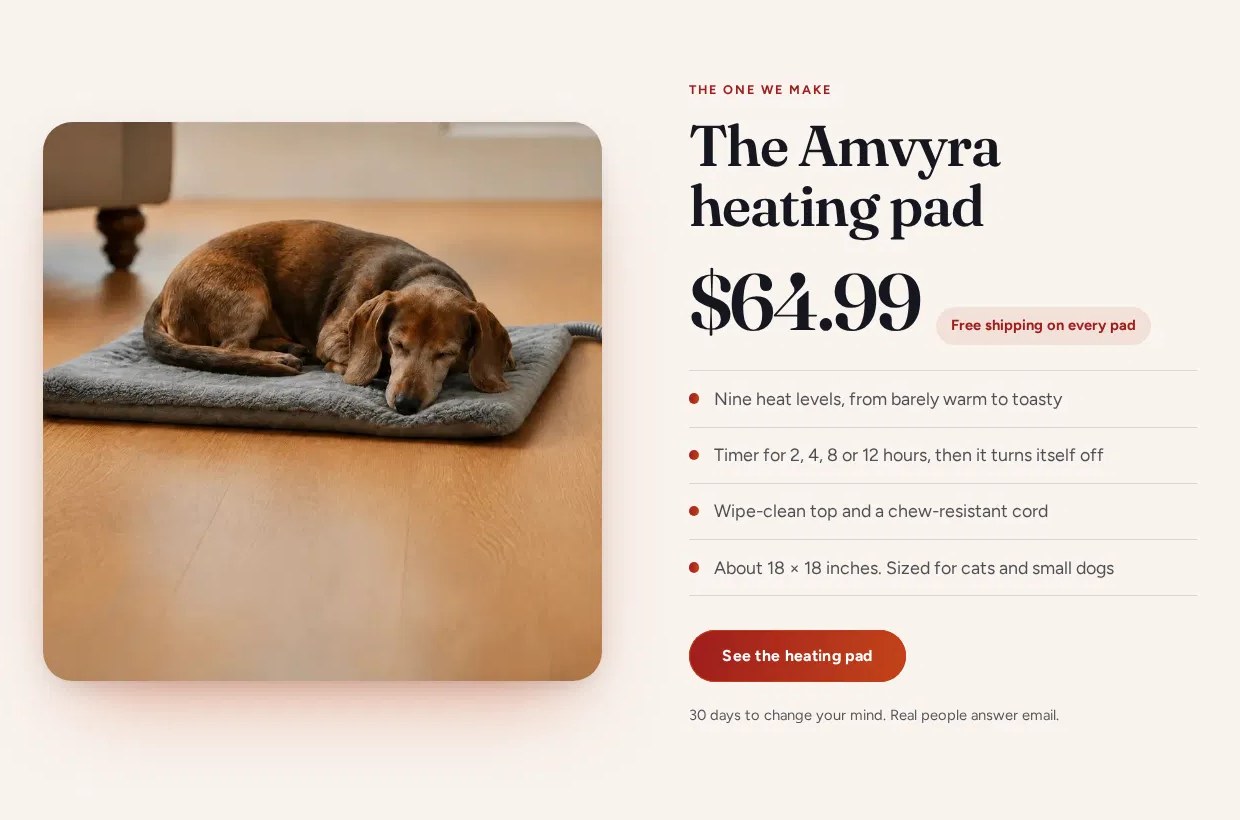 THE ONE WE MAKE
The Amvyra
heating pad
$64.99
Free shipping on every pad
Nine heat levels, from barely warm to toasty
Timer for 2, 4, 8 or 12 hours, then it turns itself off
Wipe-clean top and a chew-resistant cord
About 18 × 18 inches. Sized for cats and small dogs
See the heating pad
30 days to change your mind. Real people answer email.